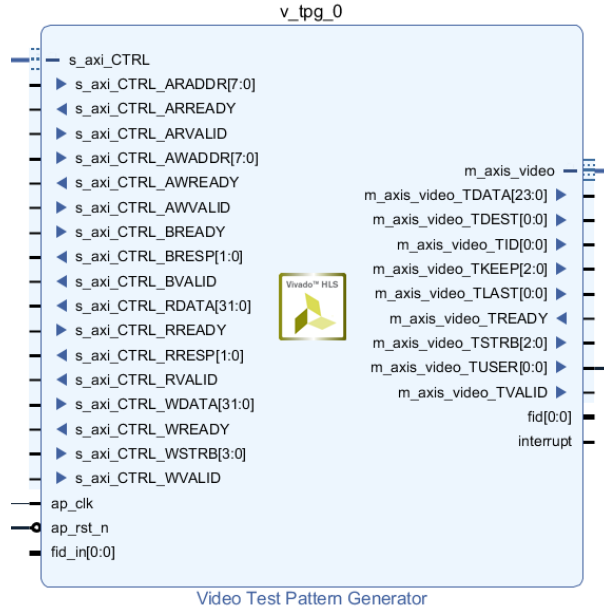 v_tpg_0
s_axi_CTRL
s_axi_CTRL_ARADDR[7:0]
s_axi_CTRL_ARREADY
s_axi_CTRL_ARVALID
s_axi_CTRL_AWADDR[7:0]
s_axi_CTRL_AWREADY
s_axi_CTRL_AWVALID
s_axi_CTRL_BREADY
s_axi_CTRL_BRESP[1:0]
s_axi_CTRL_BVALID
s_axi_CTRL_RDATA[31:0]
s_axi_CTRL_RREADY
s_axi_CTRL_RRESP[1:0]
s_axi_CTRL_RVALID
s_axi_CTRL_WDATA[31:0]
s_axi_CTRL_WREADY
s_axi_CTRL_WSTRB[3:0]
s_axi_CTRL_WVALID
ap_clk
ap_rst_n
fid_in[0:0]
Vivado™ HLS
m_axis_video
m_axis_video_TDATA[23:0]
m_axis_video_TDEST[0:0]
m_axis_video_TID[0:0]
m_axis_video_TKEEP[2:0]
m_axis_video_TLAST[0:0]
m_axis_video_TREADY
m_axis_video_TSTRB[2:0]
m_axis_video_TUSER[0:0]
m_axis_video_TVALID
fid[0:0]
interrupt
Video Test Pattern Generator